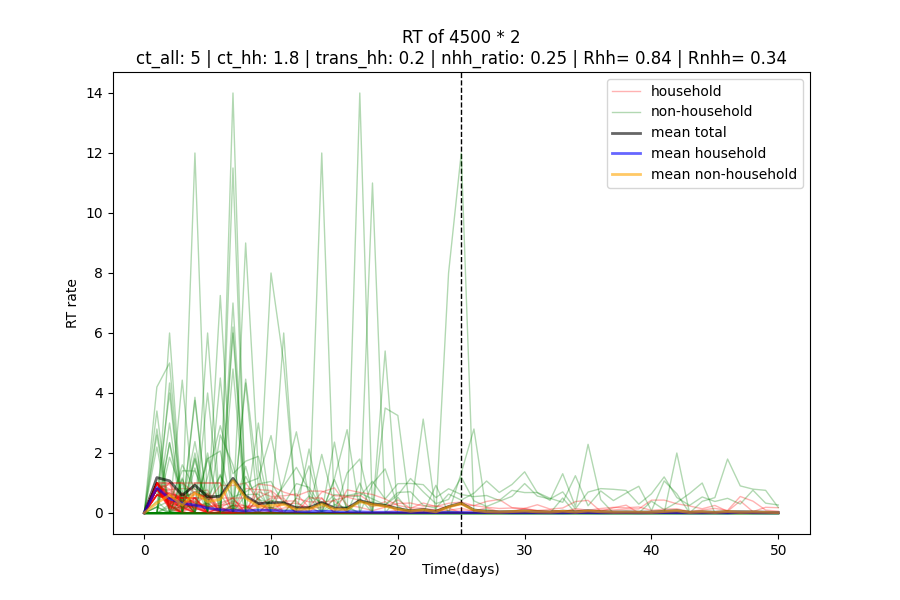 RT of 4500 * 2
ct_all: 5 | ct_hh: 1.8 | trans_hh: 0.2 | nhh_ratio: 0.25 | Rhh= 0.84 | Rnhh= 0.34
household
non-household
mean total
mean household
mean non-household
RT rate
14
12
10
8
6
4
2
0
0 10 20 30 40 50
Time(days)